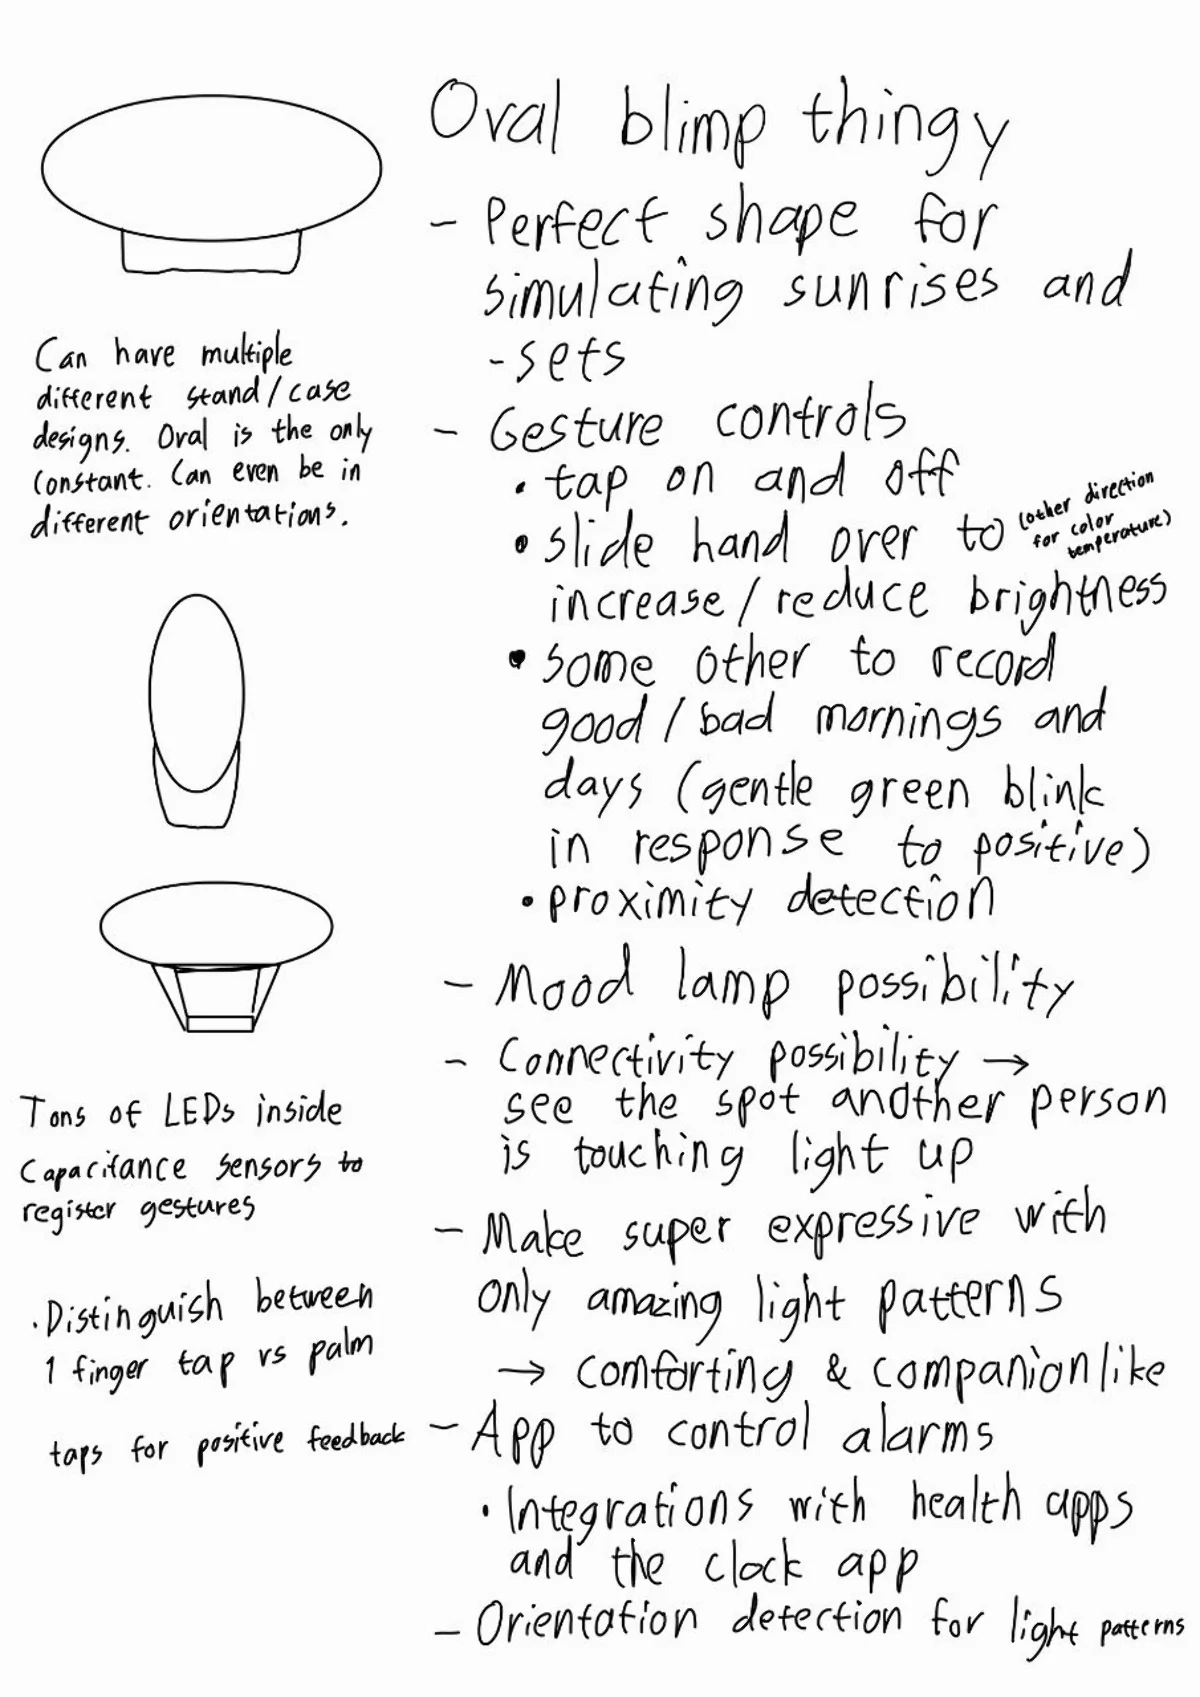 Oval blimp thingy
- Perfect shape for
simulating sunrises and
- sets
- Gesture controls
• tap on and off
• slide hand over to (other direction
for color
temperature)
increase/reduce brightness
• some other to record
good/bad mornings and
days (gentle green blink
in response to positive)
• proximity detection
- Mood lamp possibility
- Connectivity possibility →
see the spot another person
is touching light up
- Make super expressive with
only amazing light patterns
→ comforting & companionlike
- App to control alarms
• Integrations with health apps
and the clock app
- Orientation detection for light patterns
Can have multiple
different stand/case
designs. Oval is the only
constant. Can even be in
different orientations.
Tons of LEDs inside
Capacitance sensors to
register gestures
. Distinguish between
1 finger tap vs palm
taps for positive feedback